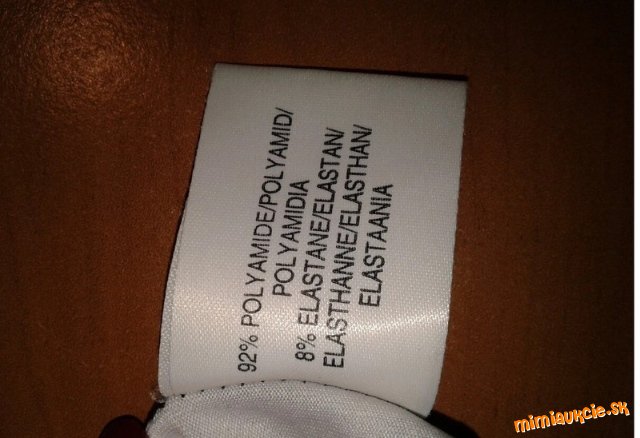 92% POLYAMIDE/POLYAMID/
POLYAMIDIA
8% ELASTANE/ELASTAN/
ELASTHANNE/ELASTHAN/
ELASTAANIA
mimiaukcie.sk